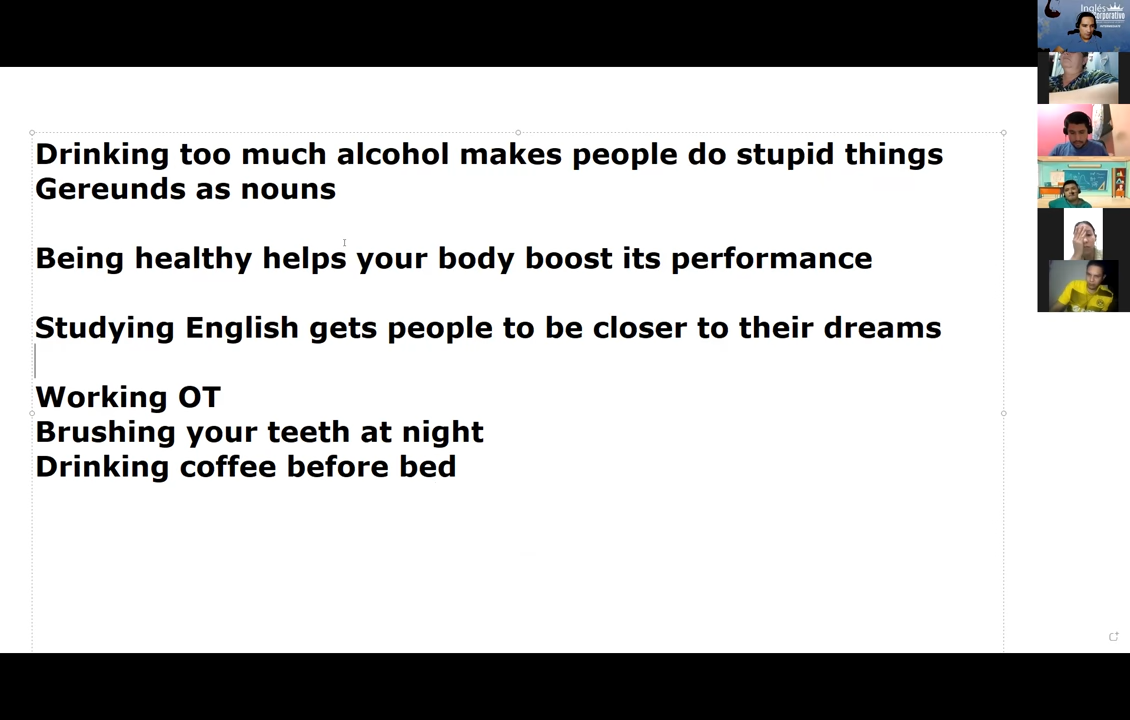 Drinking too much alcohol makes people do stupid things
Gereunds as nouns
Being healthy helps your body boost its performance
Studying English gets people to be closer to their dreams
Working OT
Brushing your teeth at night
Drinking coffee before bed
Inglés
Corporativo